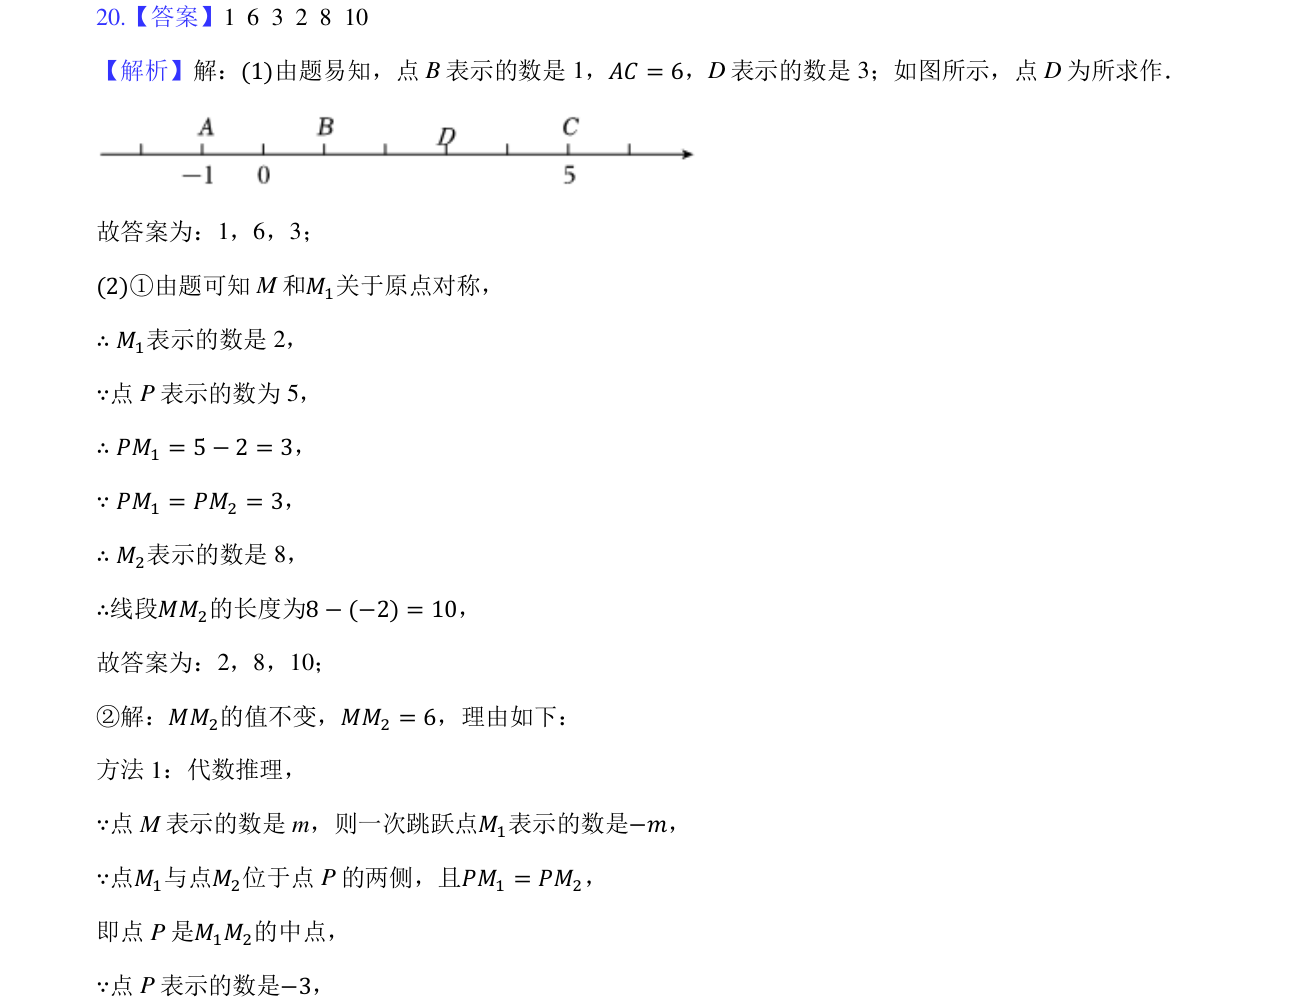 20.【答案】1 6 3 2 8 10
【解析】解：(1)由题易知，点 B 表示的数是 1，AC = 6，D 表示的数是 3；如图所示，点 D 为所求作．
A B D C
−1 0 5
故答案为：1，6，3；
(2)①由题可知 M 和M₁关于原点对称，
∴ M₁表示的数是 2，
∵点 P 表示的数为 5，
∴ PM₁ = 5 − 2 = 3，
∵ PM₁ = PM₂ = 3，
∴ M₂表示的数是 8，
∴线段MM₂的长度为8 − (−2) = 10，
故答案为：2，8，10；
②解：MM₂的值不变，MM₂ = 6，理由如下：
方法 1：代数推理，
∵点 M 表示的数是 m，则一次跳跃点M₁表示的数是−m，
∵点M₁与点M₂位于点 P 的两侧，且PM₁ = PM₂，
即点 P 是M₁M₂的中点，
∵点 P 表示的数是−3，